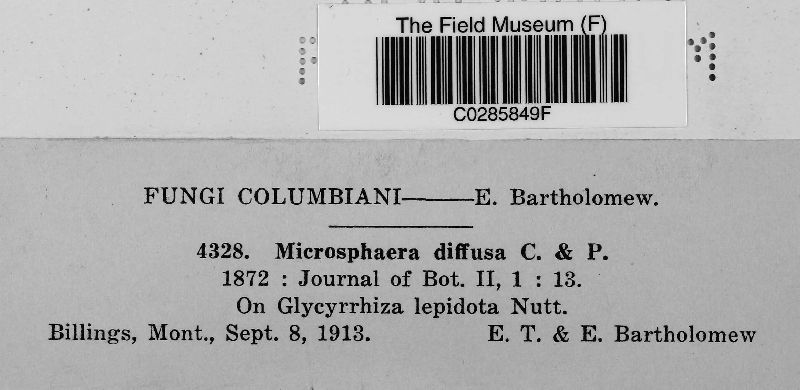 The Field Museum (F)
C0285849F
FUNGI COLUMBIANI———E. Bartholomew.
4328. Microsphaera diffusa C. & P.
1872 : Journal of Bot. II, 1 : 13.
On Glycyrrhiza lepidota Nutt.
Billings, Mont., Sept. 8, 1913. E. T. & E. Bartholomew